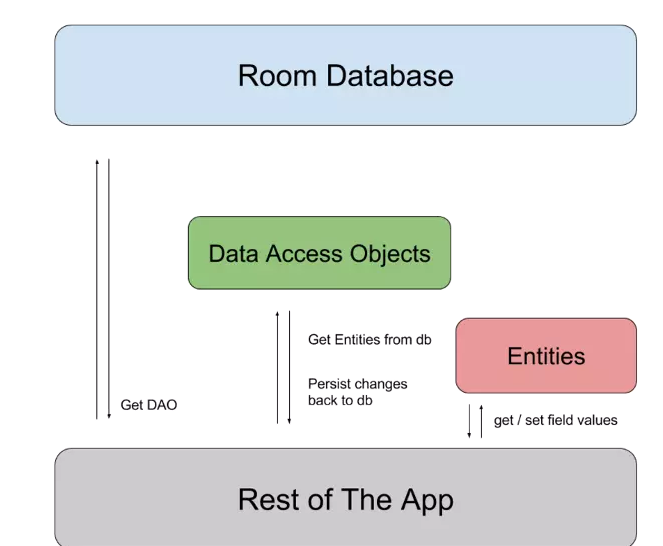 Room Database
Data Access Objects
Get Entities from db
Entities
Persist changes
back to db
Get DAO
get / set field values
Rest of The App